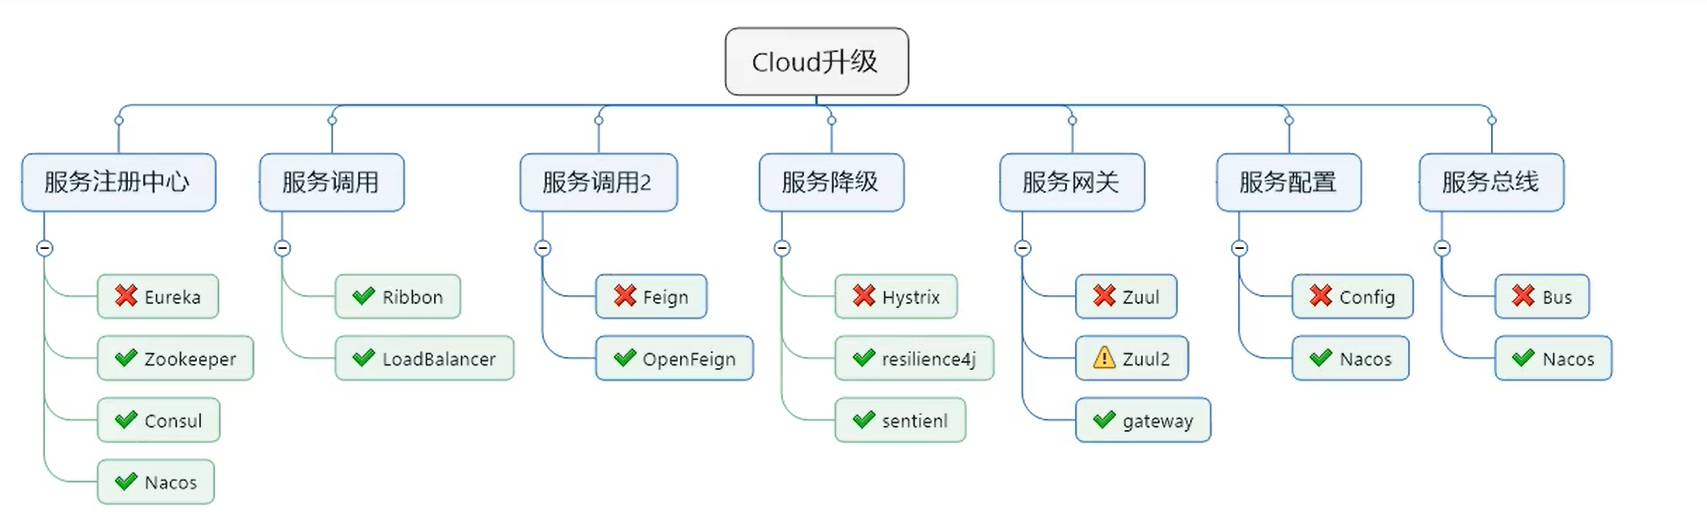 Cloud升级
服务注册中心
服务调用
服务调用2
服务降级
服务网关
服务配置
服务总线
Eureka
Zookeeper
Consul
Nacos
Ribbon
LoadBalancer
Feign
OpenFeign
Hystrix
resilience4j
sentienl
Zuul
Zuul2
gateway
Config
Nacos
Bus
Nacos